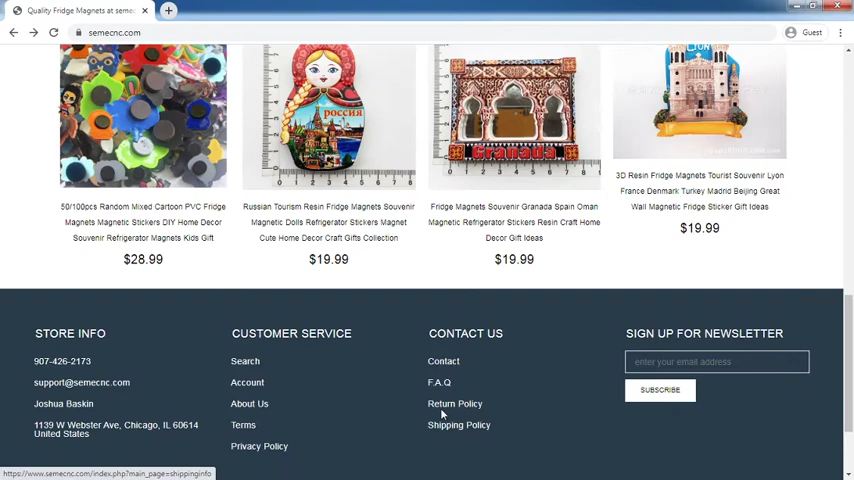 Quality Fridge Magnets at semec
semecnc.com
Guest
РОССИЯ
Granada
LION
50/100pcs Random Mixed Cartoon PVC Fridge
Magnets Magnetic Stickers DIY Home Decor
Souvenir Refrigerator Magnets Kids Gift
$28.99
Russian Tourism Resin Fridge Magnets Souvenir
Magnetic Dolls Refrigerator Stickers Magnet
Cute Home Decor Craft Gifts Collection
$19.99
Fridge Magnets Souvenir Granada Spain Oman
Magnetic Refrigerator Stickers Resin Craft Home
Decor Gift Ideas
$19.99
3D Resin Fridge Magnets Tourist Souvenir Lyon
France Denmark Turkey Madrid Beijing Great
Wall Magnetic Fridge Sticker Gift Ideas
$19.99
STORE INFO
907-426-2173
support@semecnc.com
Joshua Baskin
1139 W Webster Ave, Chicago, IL 60614
United States
CUSTOMER SERVICE
Search
Account
About Us
Terms
Privacy Policy
CONTACT US
Contact
F.A.Q
Return Policy
Shipping Policy
SIGN UP FOR NEWSLETTER
enter your email address
SUBSCRIBE
https://www.semecnc.com/index.php?main_page=shippinginfo